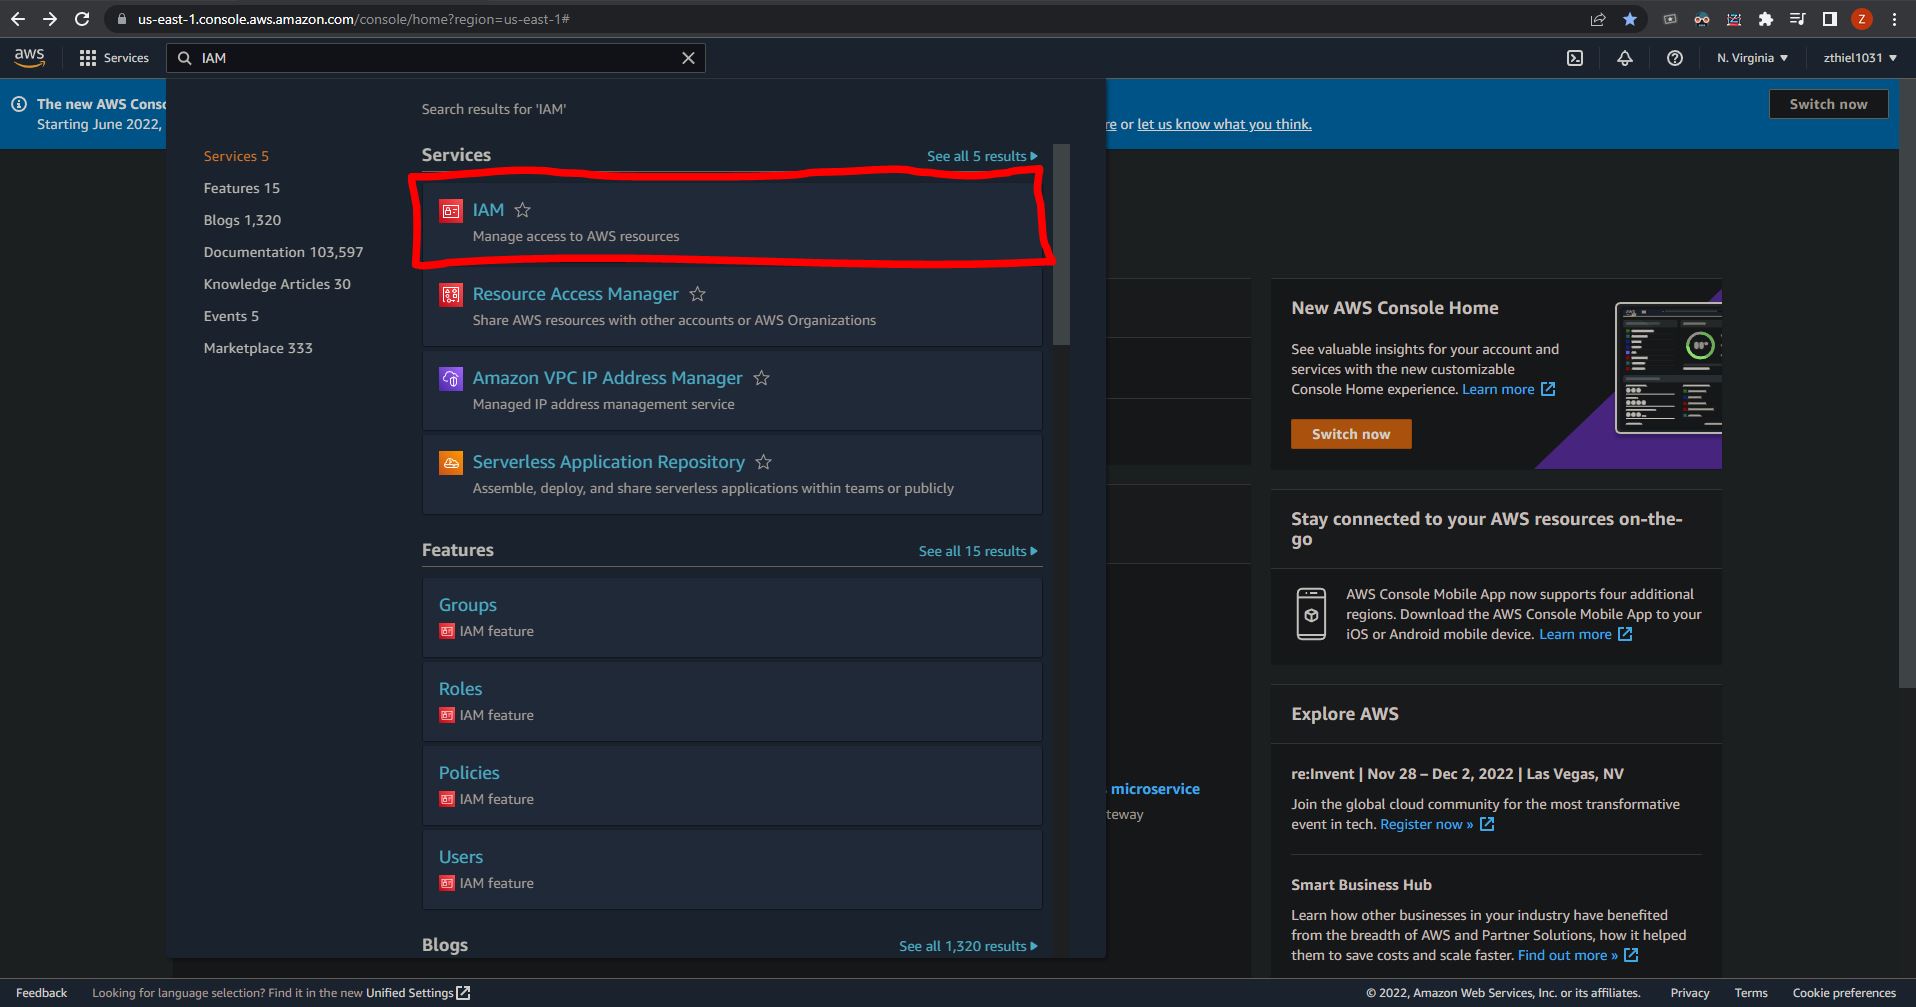 us-east-1.console.aws.amazon.com/console/home?region=us-east-1#
Z
aws
Services
IAM
N. Virginia
zthiel1031
The new AWS Conso
Starting June 2022,
re or let us know what you think.
Switch now
Search results for 'IAM'
Services 5
Features 15
Blogs 1,320
Documentation 103,597
Knowledge Articles 30
Events 5
Marketplace 333
Services
See all 5 results
IAM
Manage access to AWS resources
Resource Access Manager
Share AWS resources with other accounts or AWS Organizations
Amazon VPC IP Address Manager
Managed IP address management service
Serverless Application Repository
Assemble, deploy, and share serverless applications within teams or publicly
Features
See all 15 results
Groups
IAM feature
Roles
IAM feature
Policies
IAM feature
Users
IAM feature
Blogs
See all 1,320 results
microservice
teway
New AWS Console Home
See valuable insights for your account and
services with the new customizable
Console Home experience. Learn more
Switch now
Stay connected to your AWS resources on-the-
go
AWS Console Mobile App now supports four additional
regions. Download the AWS Console Mobile App to your
iOS or Android mobile device. Learn more
Explore AWS
re:Invent | Nov 28 – Dec 2, 2022 | Las Vegas, NV
Join the global cloud community for the most transformative
event in tech. Register now »
Smart Business Hub
Learn how other businesses in your industry have benefited
from the breadth of AWS and Partner Solutions, how it helped
them to save costs and scale faster. Find out more »
Feedback
Looking for language selection? Find it in the new Unified Settings
© 2022, Amazon Web Services, Inc. or its affiliates.
Privacy
Terms
Cookie preferences